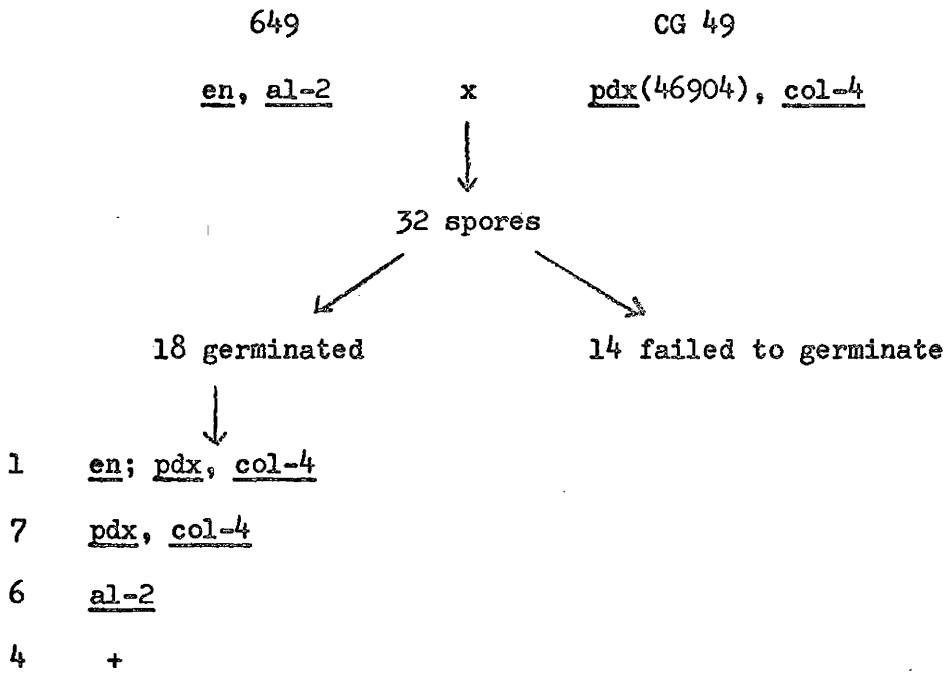 649 CG 49
en, al-2 x pdx(46904), col-4
32 spores
18 germinated 14 failed to germinate
1 en; pdx, col-4
7 pdx, col-4
6 al-2
4 +